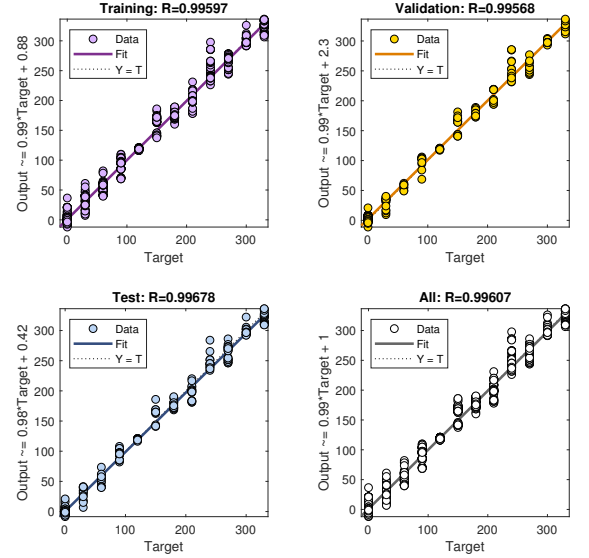 Training: R=0.99597
Output ~= 0.99*Target + 0.88
300
250
200
150
100
50
0
Data
Fit
Y = T
0 100 200 300
Target
Validation: R=0.99568
Output ~= 0.99*Target + 2.3
300
250
200
150
100
50
0
Data
Fit
Y = T
0 100 200 300
Target
Test: R=0.99678
Output ~= 0.98*Target + 0.42
300
250
200
150
100
50
0
Data
Fit
Y = T
0 100 200 300
Target
All: R=0.99607
Output ~= 0.99*Target + 1
300
250
200
150
100
50
0
Data
Fit
Y = T
0 100 200 300
Target